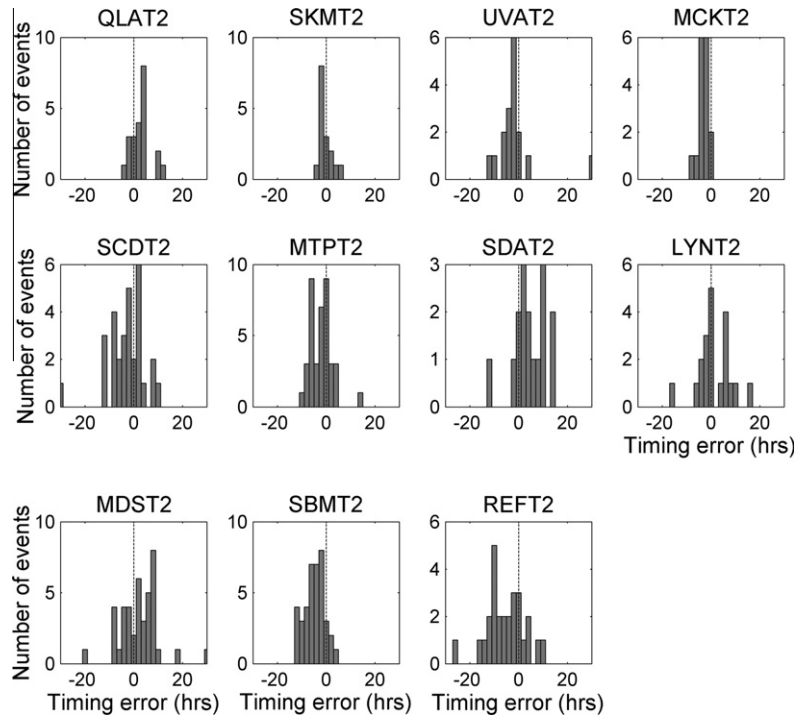 QLAT2 SKMT2 UVAT2 MCKT2
Number of events
10
5
0
-20 0 20
10
5
0
-20 0 20
6
4
2
0
-20 0 20
6
4
2
0
-20 0 20
SCDT2 MTPT2 SDAT2 LYNT2
Number of events
6
4
2
0
-20 0 20
10
5
0
-20 0 20
3
2
1
0
-20 0 20
6
4
2
0
-20 0 20
Timing error (hrs)
MDST2 SBMT2 REFT2
Number of events
10
5
0
-20 0 20
Timing error (hrs)
10
5
0
-20 0 20
Timing error (hrs)
6
4
2
0
-20 0 20
Timing error (hrs)